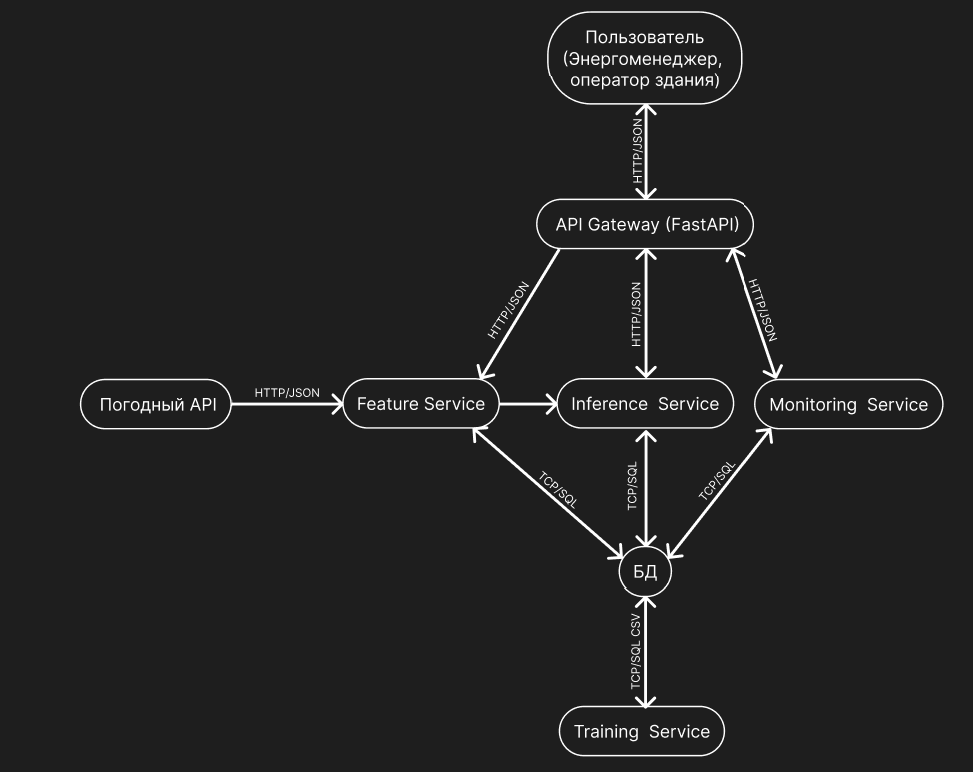 Пользователь
(Энергоменеджер,
оператор здания)
HTTP/JSON
API Gateway (FastAPI)
HTTP/JSON
HTTP/JSON
HTTP/JSON
Погодный API
HTTP/JSON
Feature Service
Inference Service
Monitoring Service
TCP/SQL
TCP/SQL
TCP/SQL
БД
TCP/SQL CSV
Training Service